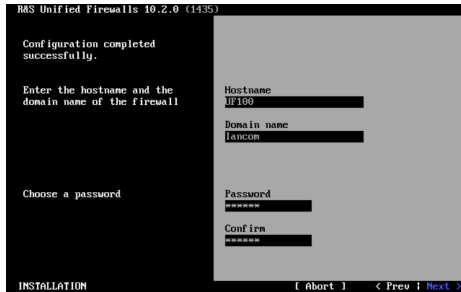 R&S Unified Firewalls 10.2.0 (1435)
Configuration completed
successfully.
Enter the hostname and the
domain name of the firewall
Hostname
UF100
Domain name
lancom
Choose a password
Password
******
Confirm
******
INSTALLATION [ Abort ] < Prev | Next >